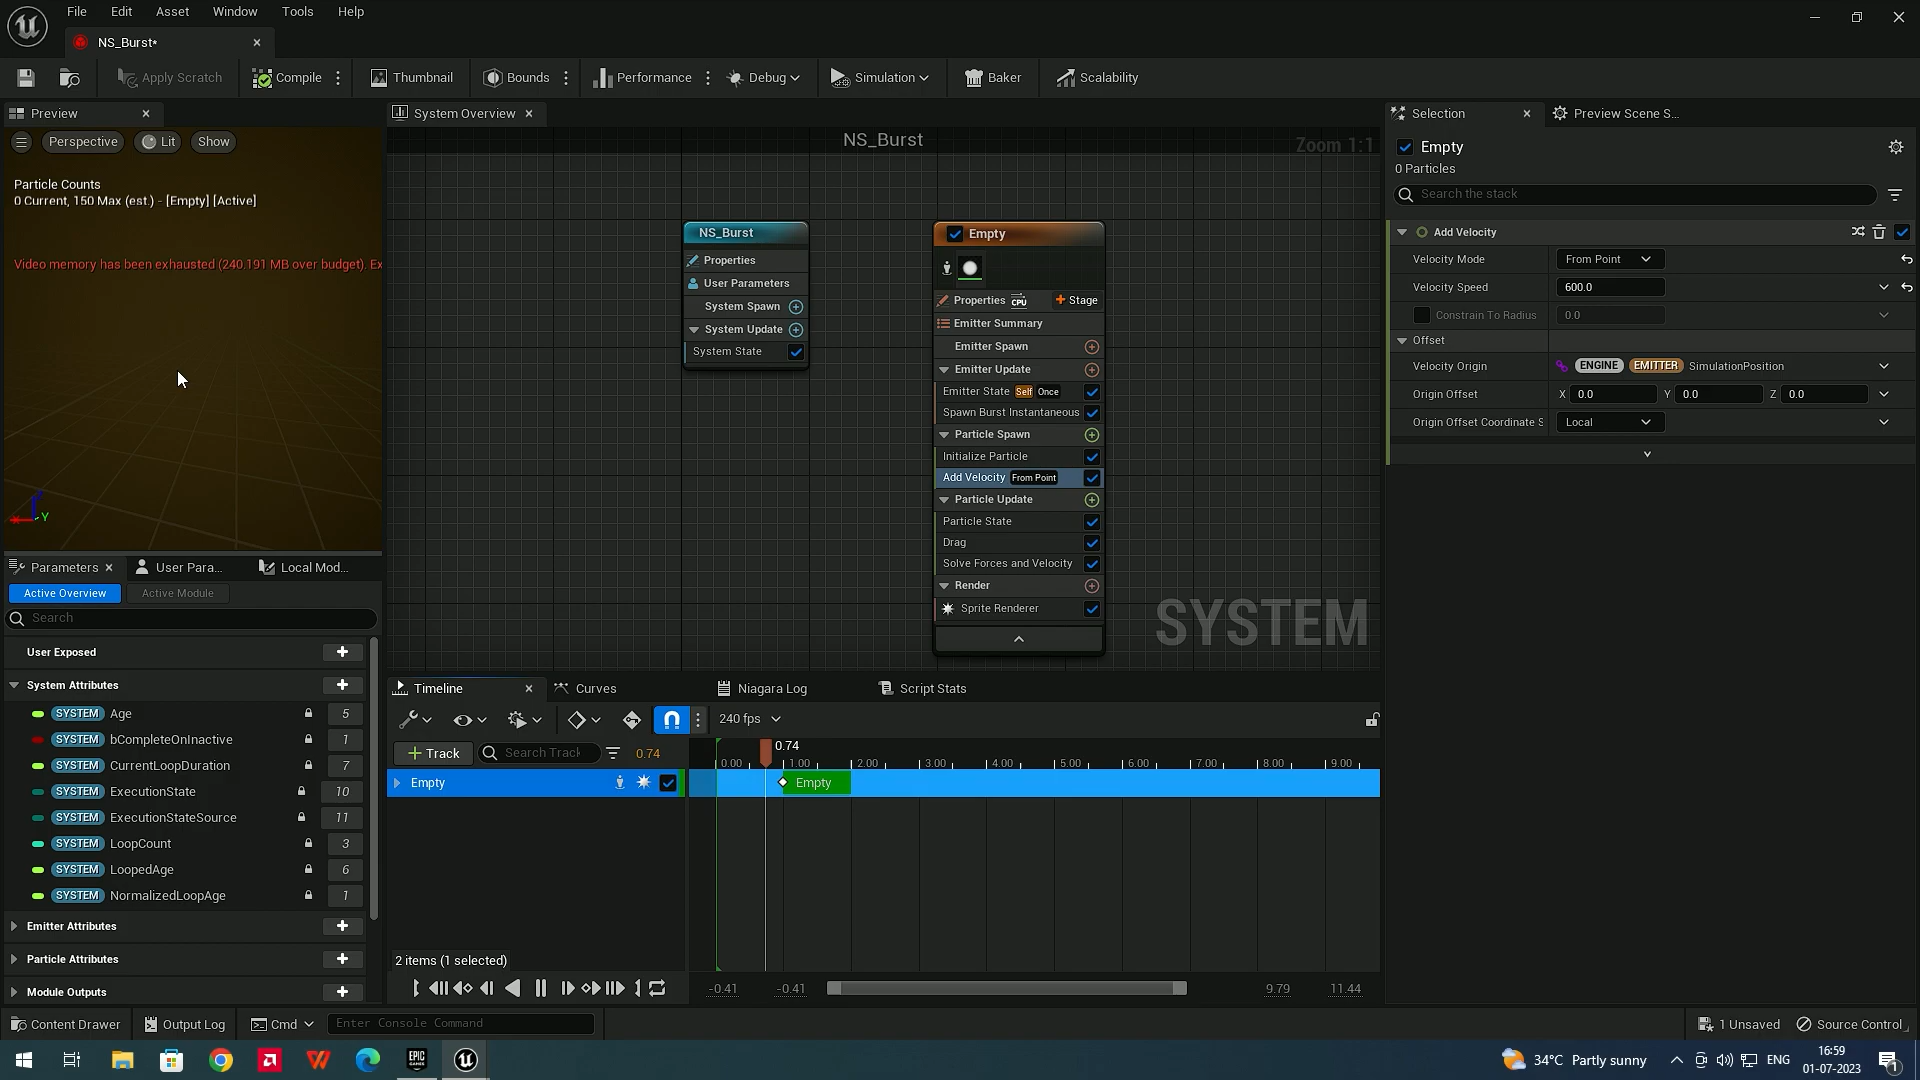 File Edit Asset Window Tools Help
NS_Burst*
Apply Scratch Compile Thumbnail Bounds Performance Debug Simulation Baker Scalability
Preview
System Overview
Selection
Preview Scene S...
Perspective Lit Show
NS_Burst
Zoom 1:1
Empty
0 Particles
Search the stack
Particle Counts
0 Current, 150 Max (est.) - [Empty] [Active]
Video memory has been exhausted (240.191 MB over budget). Ex
Y
NS_Burst
Properties
User Parameters
System Spawn
System Update
System State
Empty
Properties CPU Stage
Emitter Summary
Emitter Spawn
Emitter Update
Emitter State Self Once
Spawn Burst Instantaneous
Particle Spawn
Initialize Particle
Add Velocity From Point
Particle Update
Particle State
Drag
Solve Forces and Velocity
Render
Sprite Renderer
SYSTEM
Add Velocity
Velocity Mode From Point
Velocity Speed 600.0
Constrain To Radius 0.0
Offset
Velocity Origin ENGINE EMITTER SimulationPosition
Origin Offset X 0.0 Y 0.0 Z 0.0
Origin Offset Coordinate S Local
Parameters User Para... Local Mod...
Active Overview Active Module
Search
User Exposed
System Attributes
SYSTEM Age 5
SYSTEM bCompleteOnInactive 1
SYSTEM CurrentLoopDuration 7
SYSTEM ExecutionState 10
SYSTEM ExecutionStateSource 11
SYSTEM LoopCount 3
SYSTEM LoopedAge 6
SYSTEM NormalizedLoopAge 1
Emitter Attributes
Particle Attributes
Module Outputs
Timeline Curves Niagara Log Script Stats
240 fps
Track Search Track 0.74
0.74
0.00 1.00 2.00 3.00 4.00 5.00 6.00 7.00 8.00 9.00
Empty
Empty
2 items (1 selected)
-0.41 -0.41 9.79 11.44
Content Drawer Output Log Cmd Enter Console Command 1 Unsaved Source Control
EPIC GAMES
34°C Partly sunny ENG 16:59
01-07-2023
1